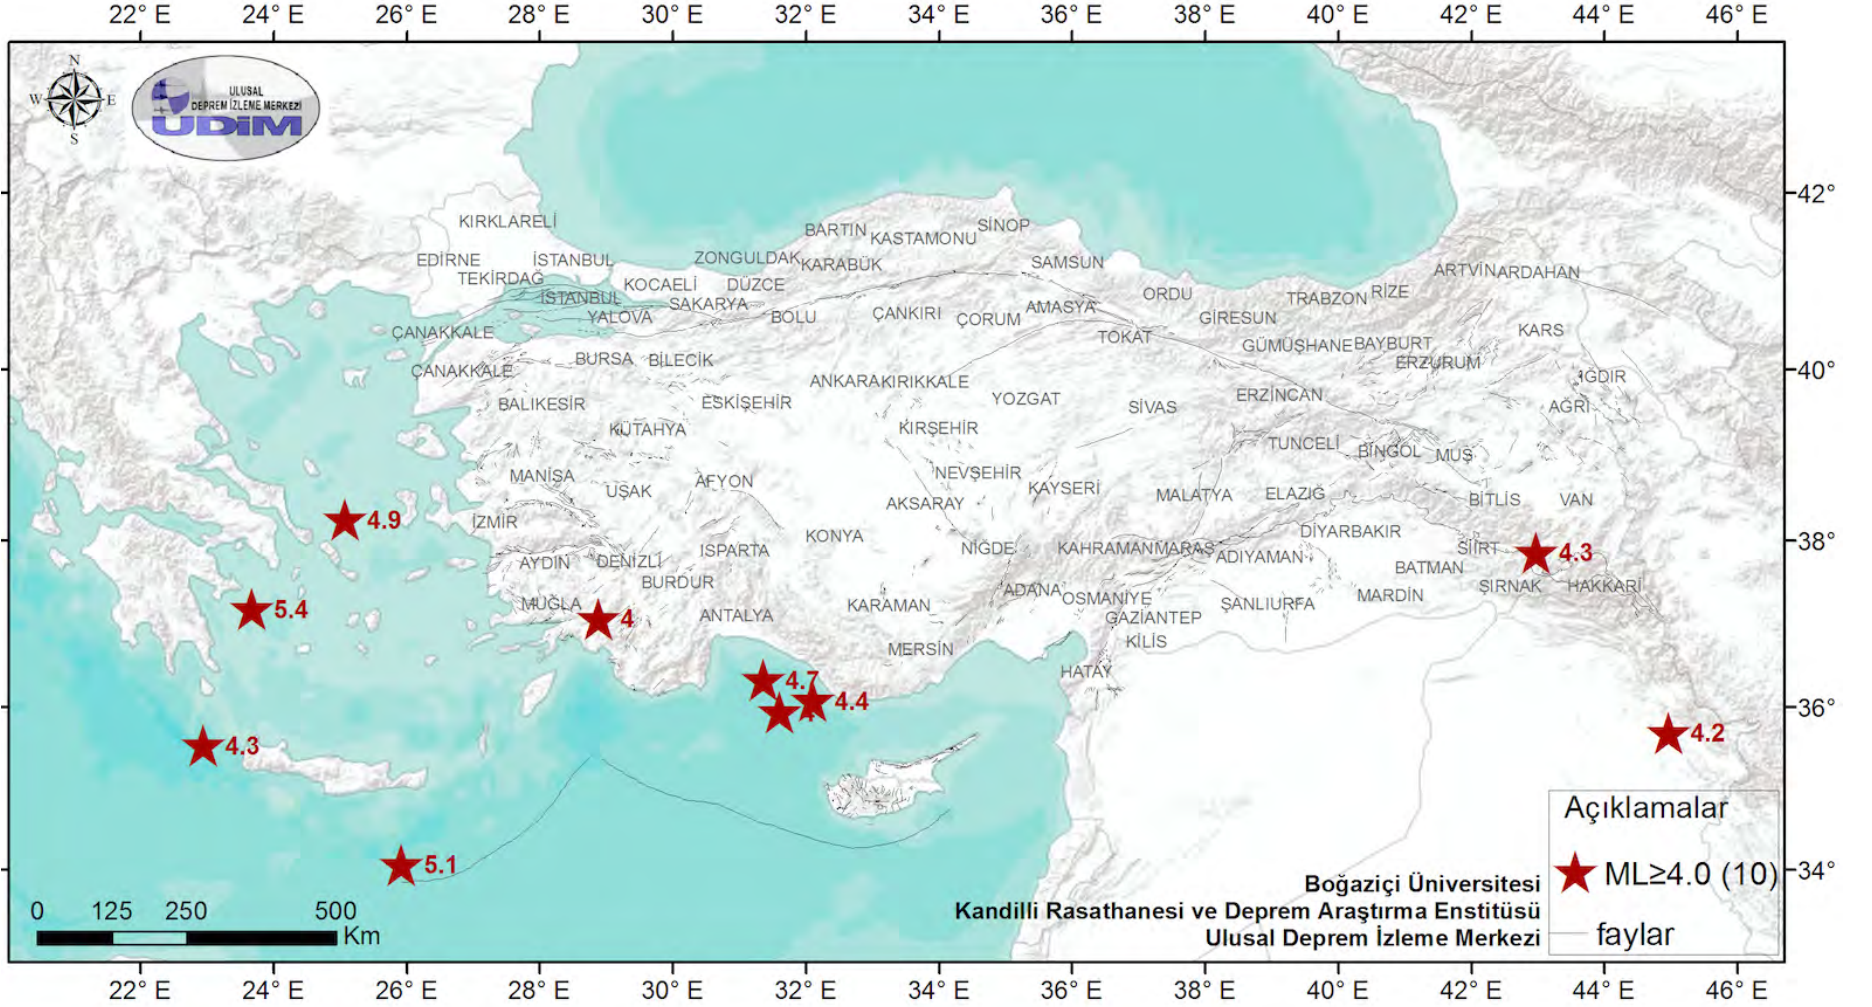 22° E 24° E 26° E 28° E 30° E 32° E 34° E 36° E 38° E 40° E 42° E 44° E 46° E
N
W E
S
ULUSAL
DEPREM İZLEME MERKEZİ
UDİM
42°
KIRKLARELİ
SİNOP
BARTIN
KASTAMONU
EDİRNE
İSTANBUL
ZONGULDAK
KARABÜK
SAMSUN
TEKİRDAĞ
ARTVİN
ARDAHAN
KOCAELİ
DÜZCE
İSTANBUL
SAKARYA
ORDU
TRABZON
RİZE
YALOVA
BOLU
ÇANKIRI
ÇORUM
AMASYA
GİRESUN
ÇANAKKALE
TOKAT
KARS
GÜMÜŞHANE
BAYBURT
BURSA
BİLECİK
ERZURUM
ÇANAKKALE
40°
ANKARA
KIRIKKALE
IĞDIR
BALIKESİR
ESKİŞEHİR
YOZGAT
SİVAS
ERZİNCAN
AĞRI
KÜTAHYA
KIRŞEHİR
TUNCELİ
BİNGÖL
MUŞ
MANİSA
UŞAK
AFYON
NEVŞEHİR
KAYSERİ
MALATYA
ELAZIĞ
BİTLİS
VAN
AKSARAY
4.9
İZMİR
KONYA
DİYARBAKIR
38°
AYDIN
DENİZLİ
ISPARTA
NİĞDE
KAHRAMANMARAŞ
ADIYAMAN
SİİRT
4.3
BATMAN
BURDUR
ADANA
OSMANİYE
ŞIRNAK
HAKKARİ
5.4
MUĞLA
4
ANTALYA
KARAMAN
GAZİANTEP
ŞANLIURFA
MARDİN
KİLİS
MERSİN
HATAY
4.7
4.4
4
36°
4.3
4.2
5.1
34°
Açıklamalar
ML≥4.0 (10)
faylar
Boğaziçi Üniversitesi
Kandilli Rasathanesi ve Deprem Araştırma Enstitüsü
Ulusal Deprem İzleme Merkezi
0 125 250 500
Km
22° E 24° E 26° E 28° E 30° E 32° E 34° E 36° E 38° E 40° E 42° E 44° E 46° E